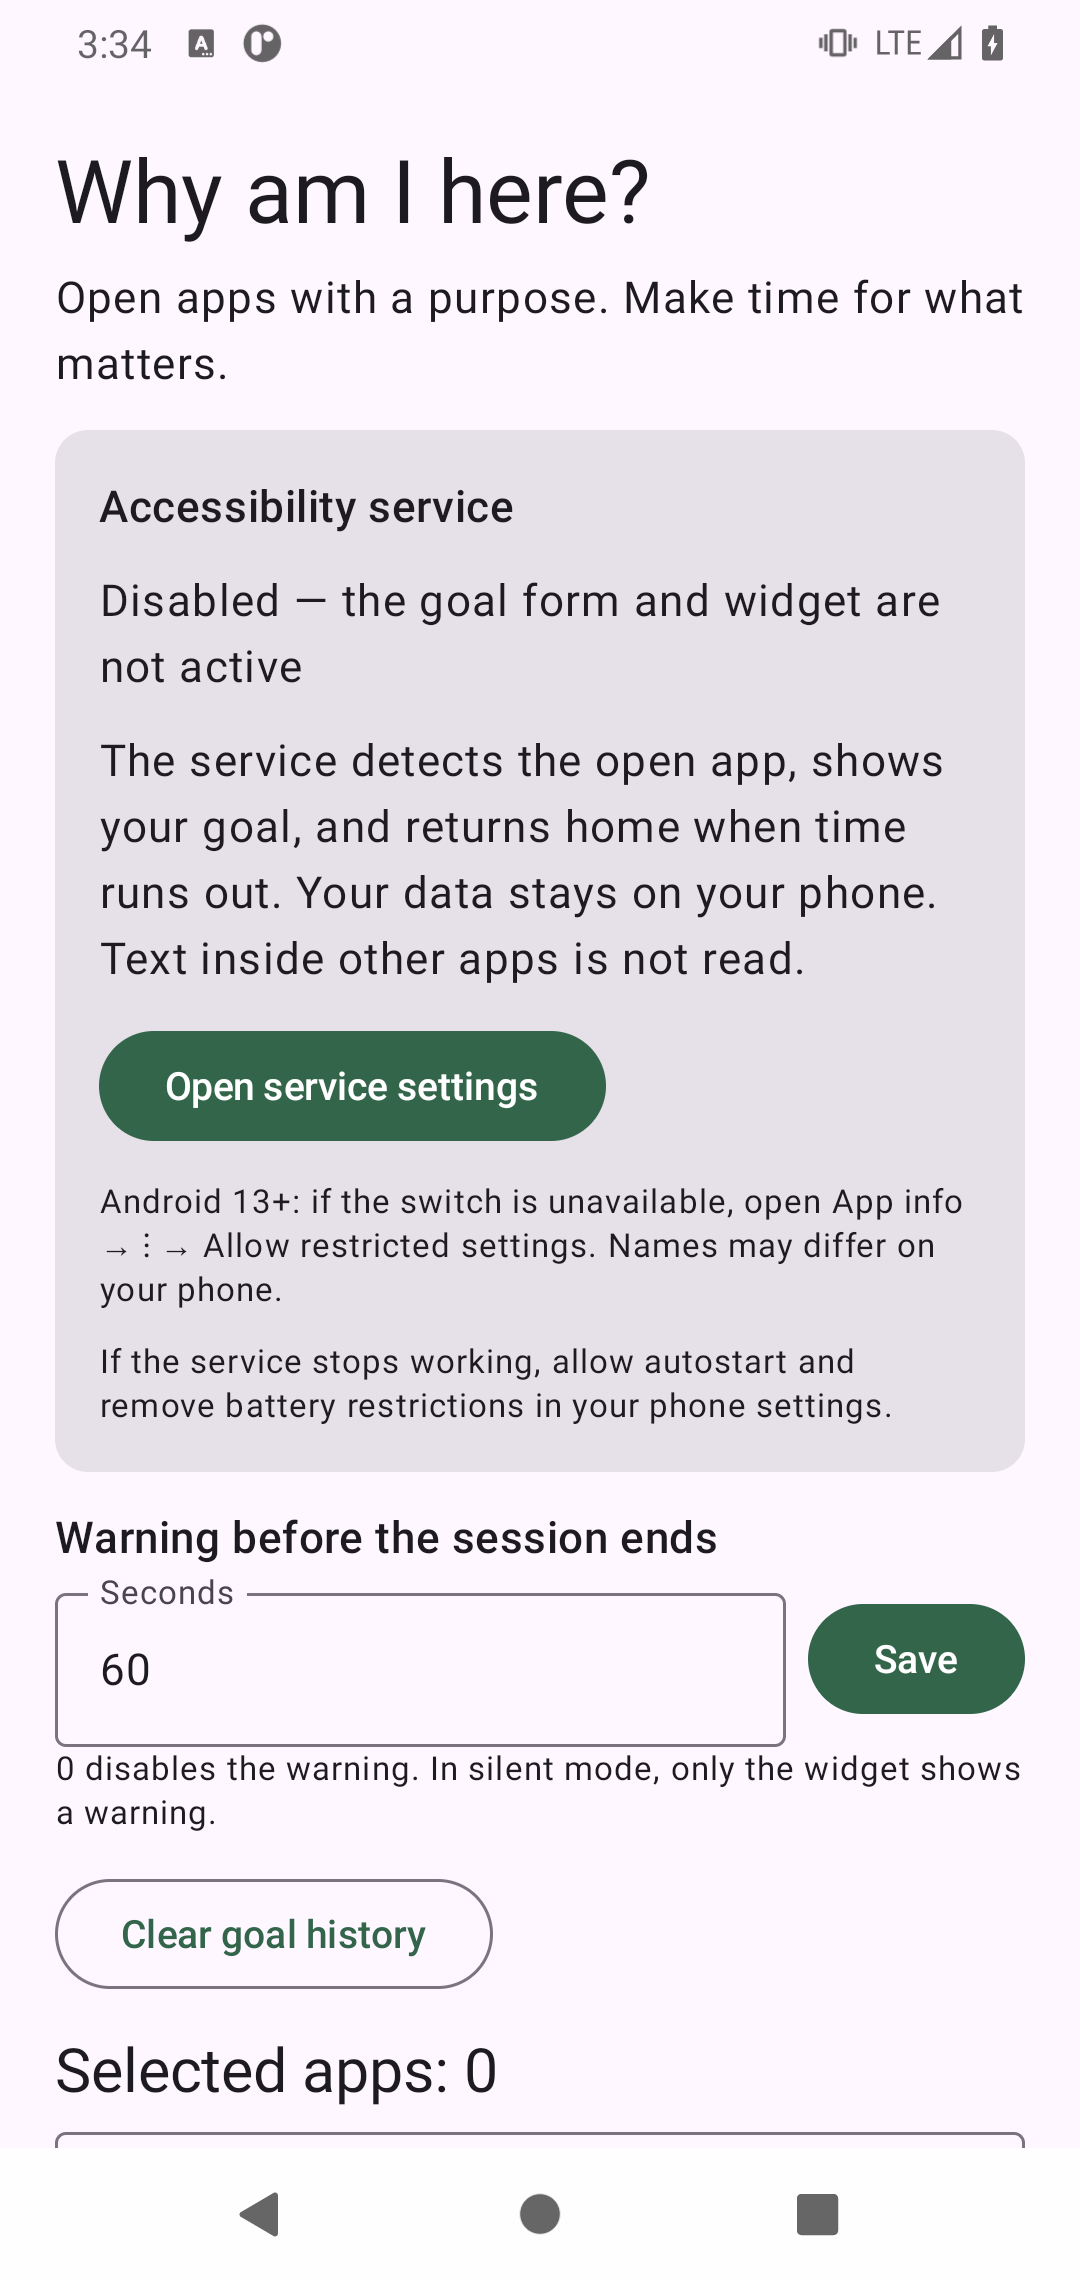 3:34
LTE
Why am I here?
Open apps with a purpose. Make time for what
matters.
Accessibility service
Disabled — the goal form and widget are
not active
The service detects the open app, shows
your goal, and returns home when time
runs out. Your data stays on your phone.
Text inside other apps is not read.
Open service settings
Android 13+: if the switch is unavailable, open App info
→ ⋮ → Allow restricted settings. Names may differ on
your phone.
If the service stops working, allow autostart and
remove battery restrictions in your phone settings.
Warning before the session ends
Seconds
60
Save
0 disables the warning. In silent mode, only the widget shows
a warning.
Clear goal history
Selected apps: 0